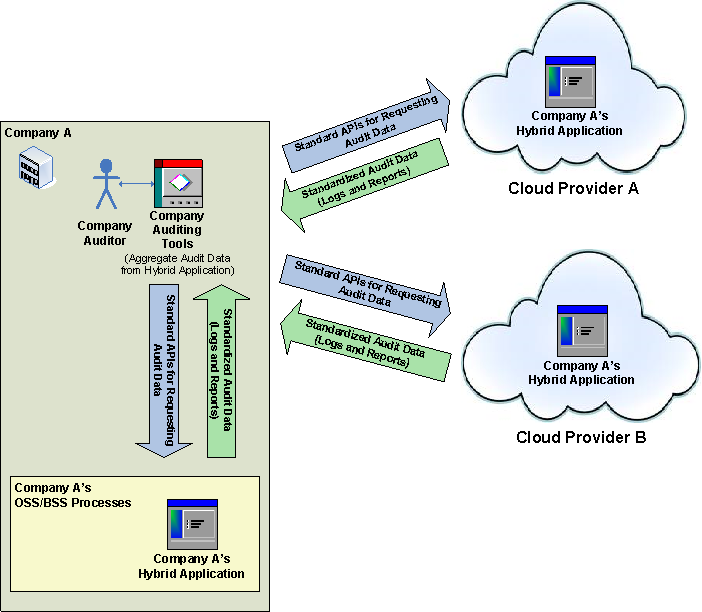 Company A
Company
Auditor
Company
Auditing
Tools
(Aggregate Audit Data
from Hybrid Application)
Standard APIs for Requesting
Audit Data
Standardized Audit Data
(Logs and Reports)
Company A's
OSS/BSS Processes
Company A's
Hybrid Application
Standard APIs for Requesting
Audit Data
Standardized Audit Data
(Logs and Reports)
Company A's
Hybrid Application
Cloud Provider A
Standard APIs for Requesting
Audit Data
Standardized Audit Data
(Logs and Reports)
Company A's
Hybrid Application
Cloud Provider B